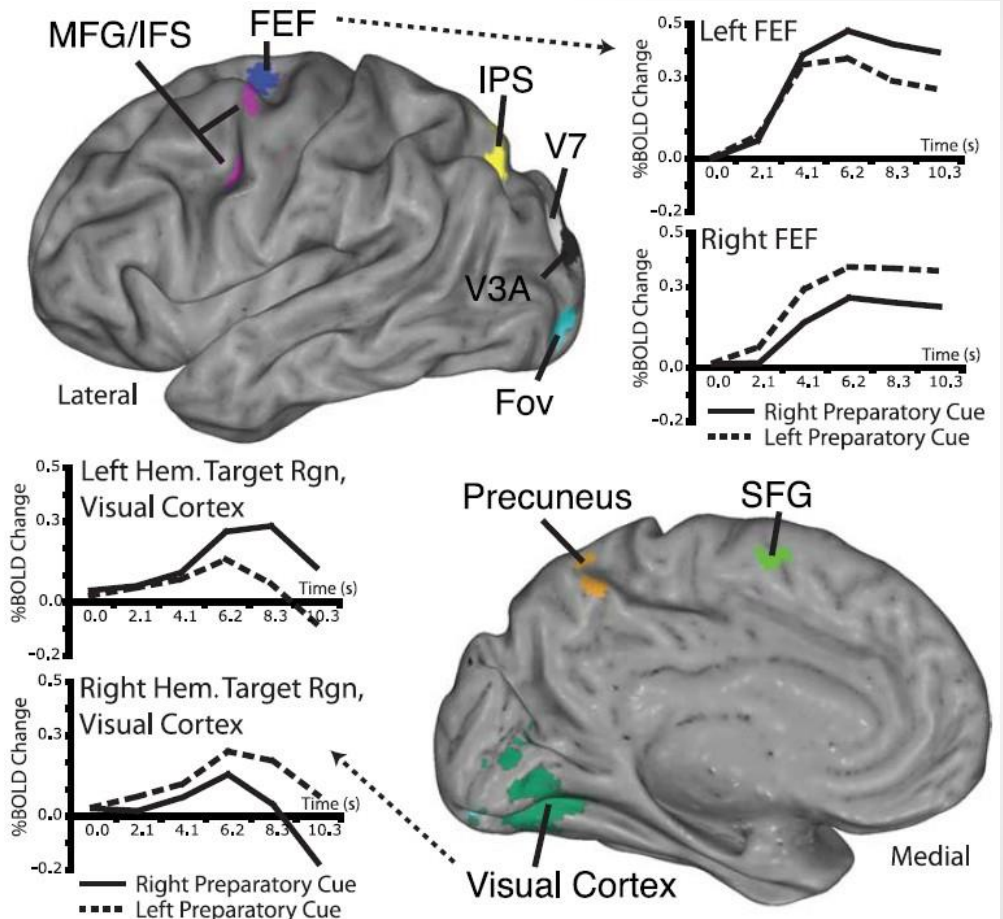 MFG/IFS
FEF
IPS
V7
V3A
Fov
Lateral
Left FEF
%BOLD Change
0.5
0.3
0.0
-0.2
Time (s)
0.0 2.1 4.1 6.2 8.3 10.3
Right FEF
%BOLD Change
0.5
0.3
0.0
-0.2
Time (s)
0.0 2.1 4.1 6.2 8.3 10.3
Right Preparatory Cue
Left Preparatory Cue
Left Hem. Target Rgn,
Visual Cortex
%BOLD Change
0.5
0.3
0.0
-0.2
Time (s)
0.0 2.1 4.1 6.2 8.3 10.3
Right Hem. Target Rgn,
Visual Cortex
%BOLD Change
0.5
0.3
0.0
-0.2
Time (s)
0.0 2.1 4.1 6.2 8.3 10.3
Right Preparatory Cue
Left Preparatory Cue
Precuneus
SFG
Visual Cortex
Medial